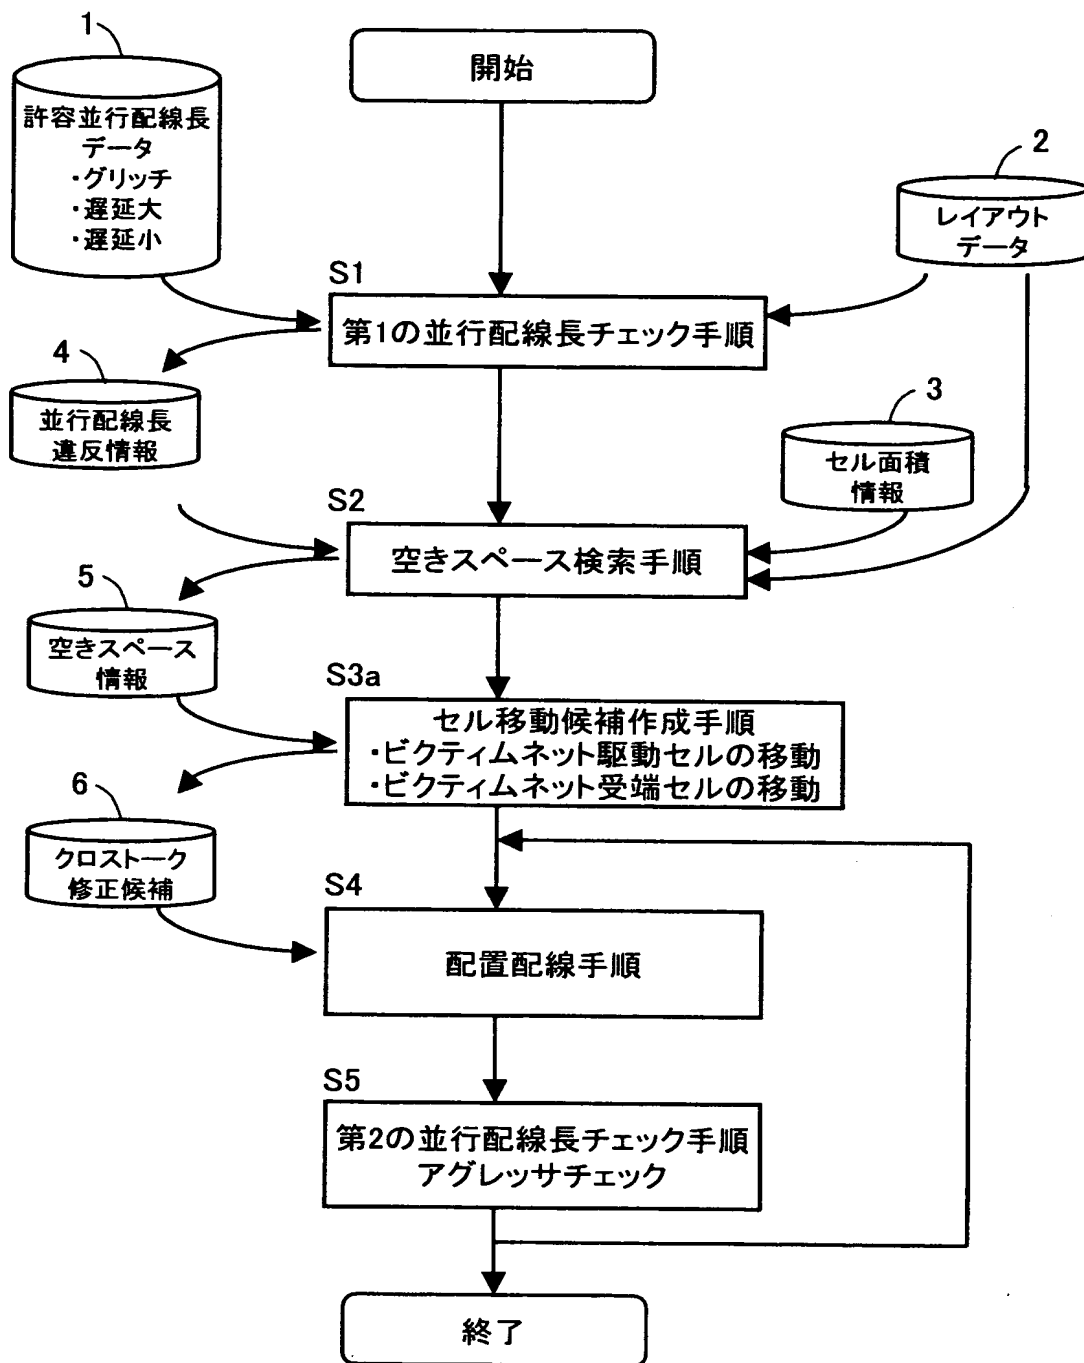 1
開始
許容並行配線長
データ
・グリッチ
・遅延大
・遅延小
2
レイアウト
データ
S1
第1の並行配線長チェック手順
4
並行配線長
違反情報
3
セル面積
情報
S2
空きスペース検索手順
5
空きスペース
情報
S3a
セル移動候補作成手順
・ビクティムネット駆動セルの移動
・ビクティムネット受端セルの移動
6
クロストーク
修正候補
S4
配置配線手順
S5
第2の並行配線長チェック手順
アグレッサチェック
終了